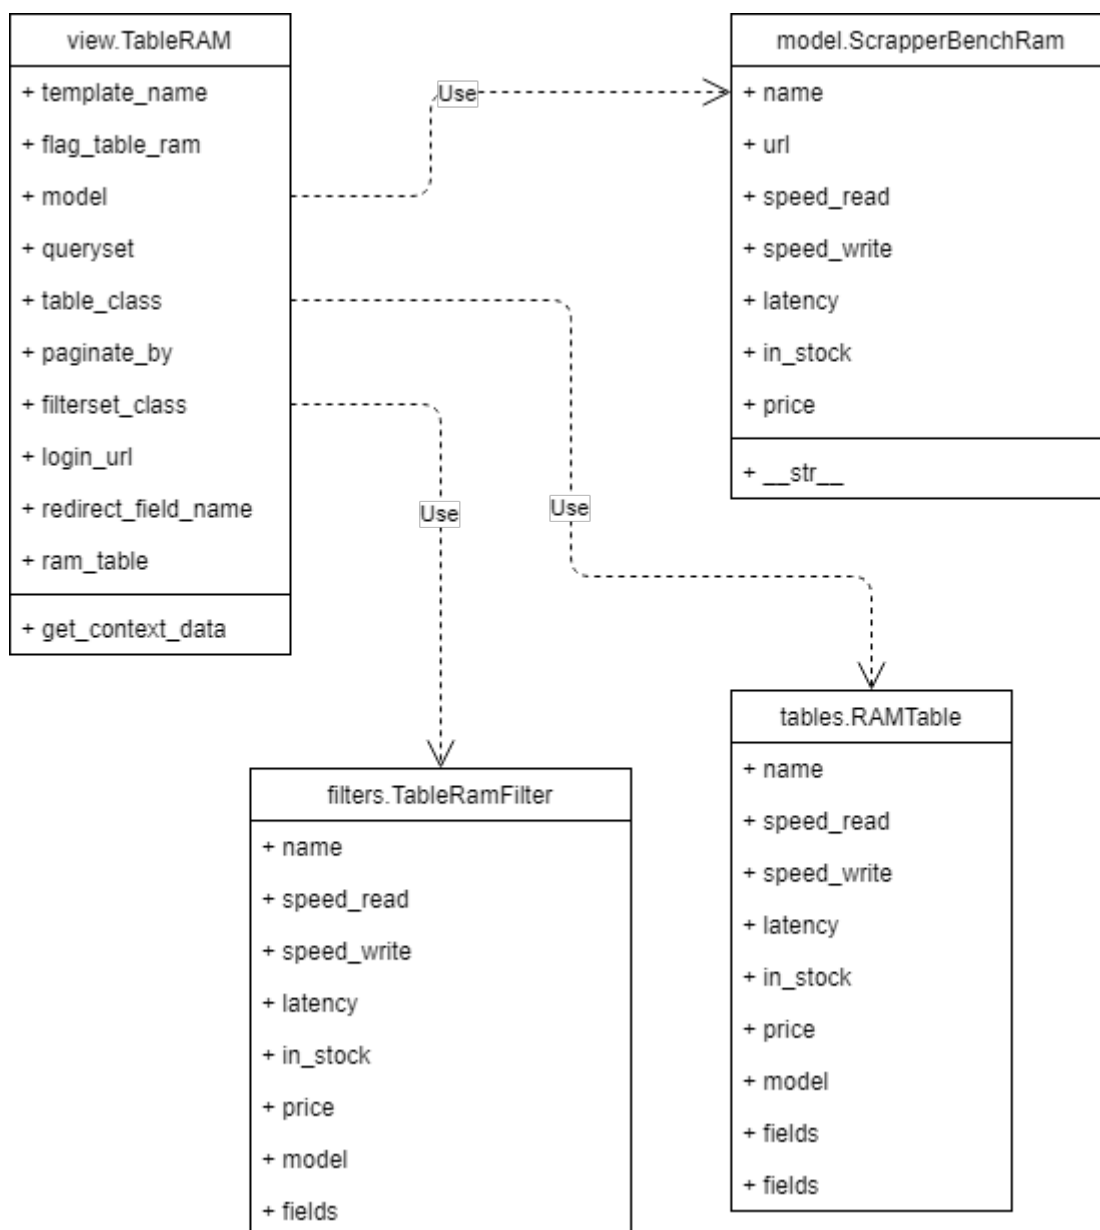 view.TableRAM
+ template_name
+ flag_table_ram
+ model
+ queryset
+ table_class
+ paginate_by
+ filterset_class
+ login_url
+ redirect_field_name
+ ram_table
+ get_context_data
Use
model.ScrapperBenchRam
+ name
+ url
+ speed_read
+ speed_write
+ latency
+ in_stock
+ price
+ __str__
Use
Use
filters.TableRamFilter
+ name
+ speed_read
+ speed_write
+ latency
+ in_stock
+ price
+ model
+ fields
tables.RAMTable
+ name
+ speed_read
+ speed_write
+ latency
+ in_stock
+ price
+ model
+ fields
+ fields